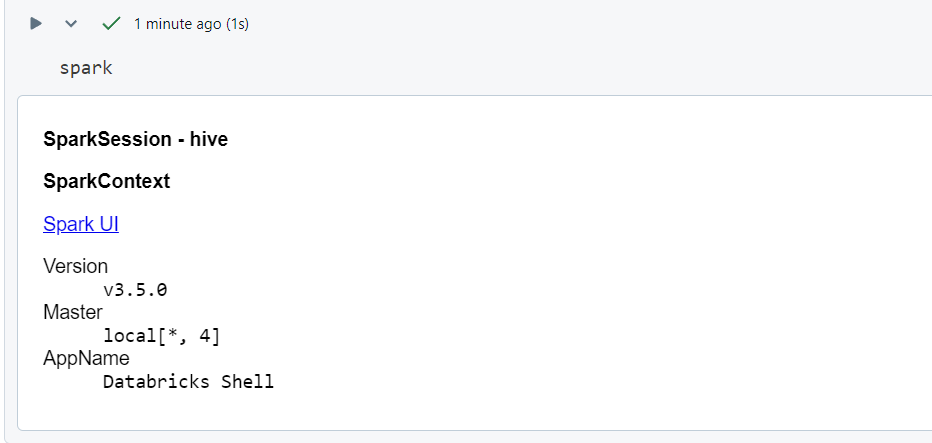 1 minute ago (1s)
spark
SparkSession - hive
SparkContext
Spark UI
Version
v3.5.0
Master
local[*, 4]
AppName
Databricks Shell